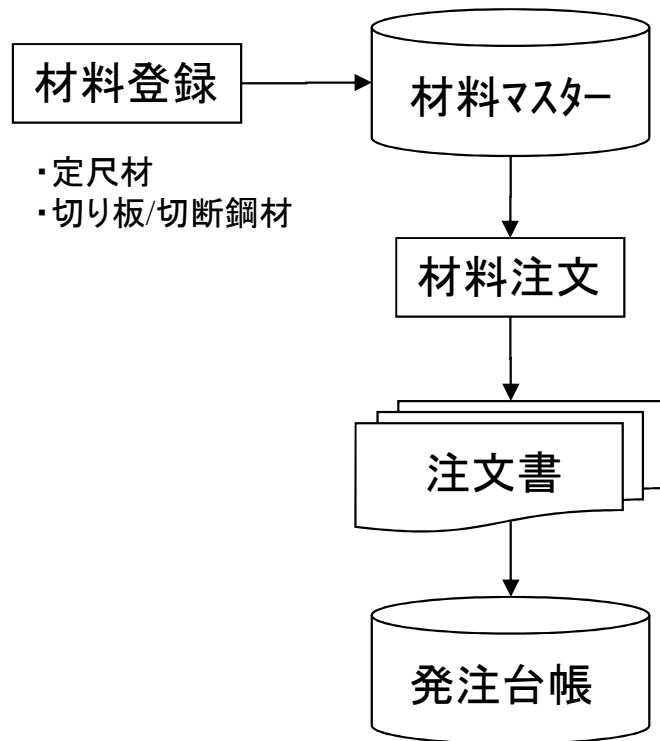 材料登録
材料マスター
・定尺材
・切り板/切断鋼材
材料注文
注文書
発注台帳